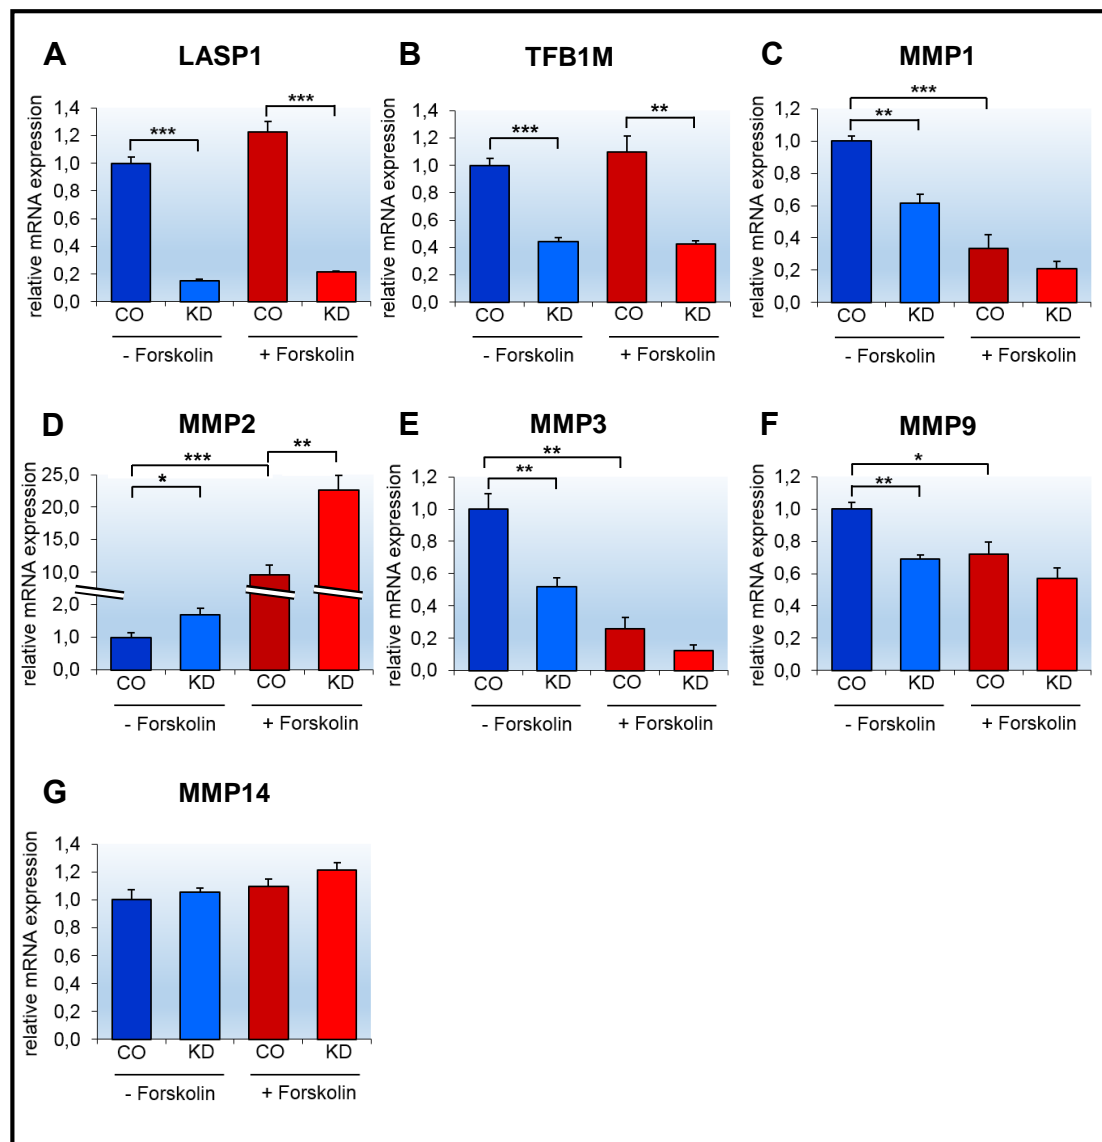 A LASP1
relative mRNA expression
1,4
1,2
1,0
0,8
0,6
0,4
0,2
0,0
***
***
CO KD CO KD
- Forskolin + Forskolin
B TFB1M
relative mRNA expression
1,4
1,2
1,0
0,8
0,6
0,4
0,2
0,0
***
**
CO KD CO KD
- Forskolin + Forskolin
C MMP1
relative mRNA expression
1,2
1,0
0,8
0,6
0,4
0,2
0,0
***
**
CO KD CO KD
- Forskolin + Forskolin
D MMP2
relative mRNA expression
25,0
20,0
15,0
10,0
2,0
1,0
0,0
**
***
*
CO KD CO KD
- Forskolin + Forskolin
E MMP3
relative mRNA expression
1,2
1,0
0,8
0,6
0,4
0,2
0,0
**
**
CO KD CO KD
- Forskolin + Forskolin
F MMP9
relative mRNA expression
1,2
1,0
0,8
0,6
0,4
0,2
0,0
*
**
CO KD CO KD
- Forskolin + Forskolin
G MMP14
relative mRNA expression
1,4
1,2
1,0
0,8
0,6
0,4
0,2
0,0
CO KD CO KD
- Forskolin + Forskolin